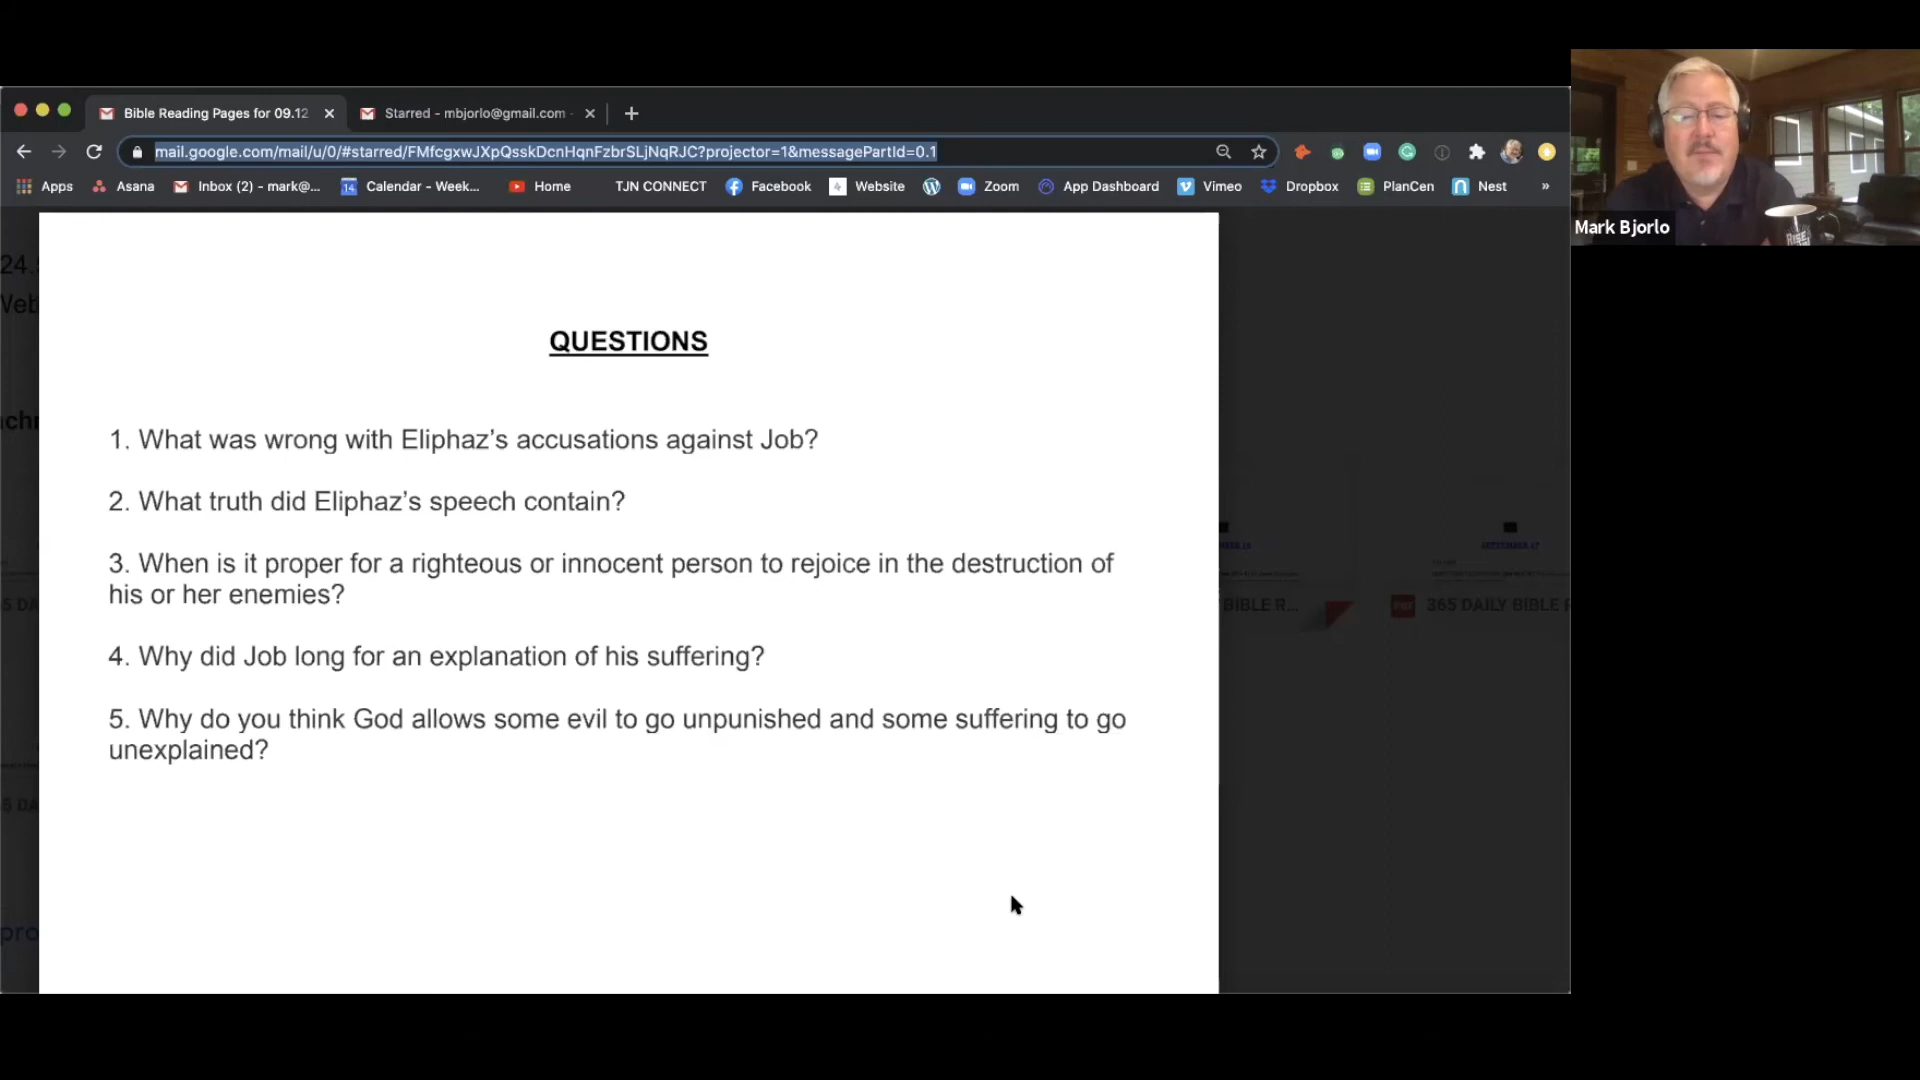 Bible Reading Pages for 09.12
Starred - mbjorlo@gmail.com -
mail.google.com/mail/u/0/#starred/FMfcgxwJXpQsskDcnHqnFzbrSLjNqRJC?projector=1&messagePartId=0.1
Apps Asana Inbox (2) - mark@... Calendar - Week... Home TJN CONNECT Facebook Website Zoom App Dashboard Vimeo Dropbox PlanCen Nest »
Mark Bjorlo
24.
Web
QUESTIONS
1. What was wrong with Eliphaz’s accusations against Job?
2. What truth did Eliphaz’s speech contain?
3. When is it proper for a righteous or innocent person to rejoice in the destruction of
his or her enemies?
BIBLE R...
365 DAILY BIBLE
4. Why did Job long for an explanation of his suffering?
5. Why do you think God allows some evil to go unpunished and some suffering to go
unexplained?
pro